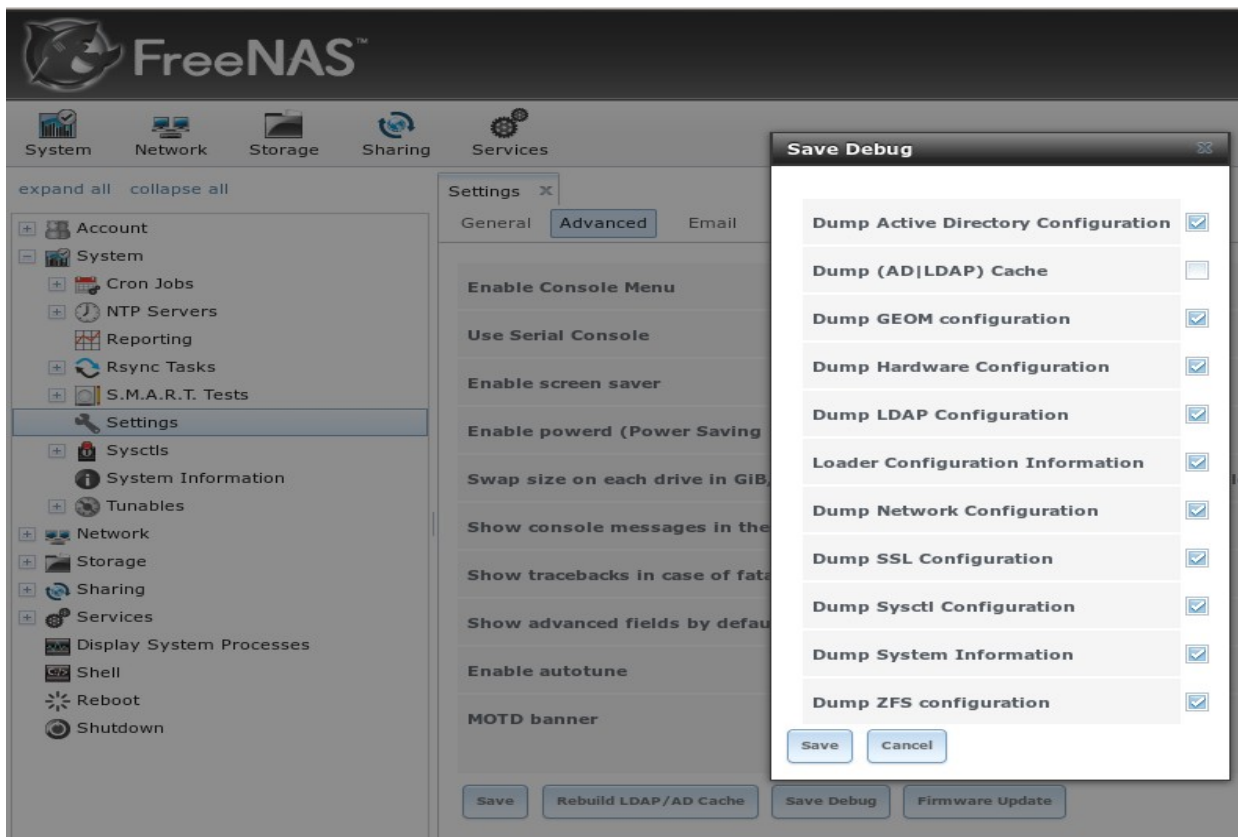 FreeNAS™
System Network Storage Sharing Services
expand all collapse all
Account
System
Cron Jobs
NTP Servers
Reporting
Rsync Tasks
S.M.A.R.T. Tests
Settings
Sysctls
System Information
Tunables
Network
Storage
Sharing
Services
Display System Processes
Shell
Reboot
Shutdown
Settings
General Advanced Email
Enable Console Menu
Use Serial Console
Enable screen saver
Enable powerd (Power Saving
Swap size on each drive in GiB,
Show console messages in the
Show tracebacks in case of fata
Show advanced fields by defau
Enable autotune
MOTD banner
Save Rebuild LDAP/AD Cache Save Debug Firmware Update
Save Debug
Dump Active Directory Configuration
Dump (AD|LDAP) Cache
Dump GEOM configuration
Dump Hardware Configuration
Dump LDAP Configuration
Loader Configuration Information
Dump Network Configuration
Dump SSL Configuration
Dump Sysctl Configuration
Dump System Information
Dump ZFS configuration
Save Cancel